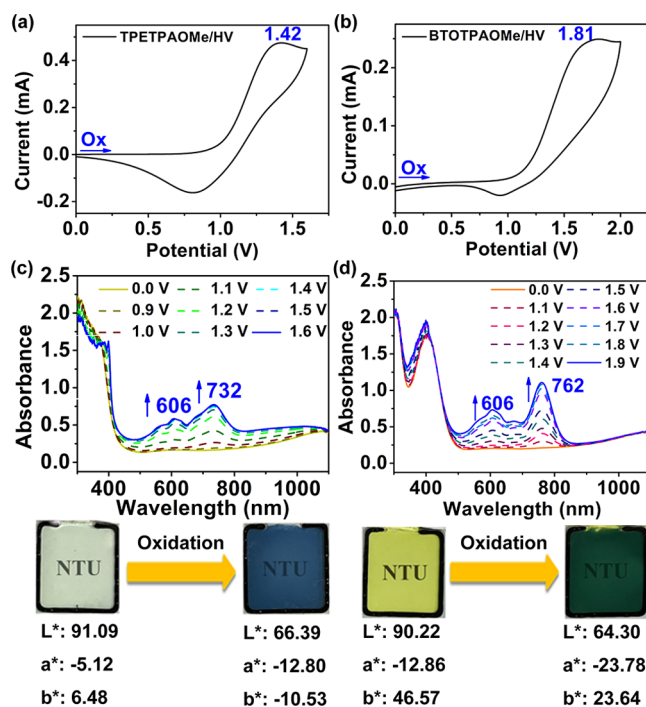 (a)
TPETPAOMe/HV
1.42
Ox
Current (mA)
0.4
0.2
0.0
-0.2
0.0
0.5
1.0
1.5
Potential (V)
(b)
BTOTPAOMe/HV
1.81
Ox
Current (mA)
0.2
0.1
0.0
0.0
0.5
1.0
1.5
2.0
Potential (V)
(c)
0.0 V 1.1 V 1.4 V
0.9 V 1.2 V 1.5 V
1.0 V 1.3 V 1.6 V
606
732
Absorbance
2.5
2.0
1.5
1.0
0.5
0.0
400 600 800 1000
Wavelength (nm)
(d)
0.0 V 1.5 V
1.1 V 1.6 V
1.2 V 1.7 V
1.3 V 1.8 V
1.4 V 1.9 V
606
762
Absorbance
2.0
1.5
1.0
0.5
0.0
400 600 800 1000
Wavelength (nm)
NTU
Oxidation
NTU
NTU
Oxidation
NTU
L*: 91.09
a*: -5.12
b*: 6.48
L*: 66.39
a*: -12.80
b*: -10.53
L*: 90.22
a*: -12.86
b*: 46.57
L*: 64.30
a*: -23.78
b*: 23.64